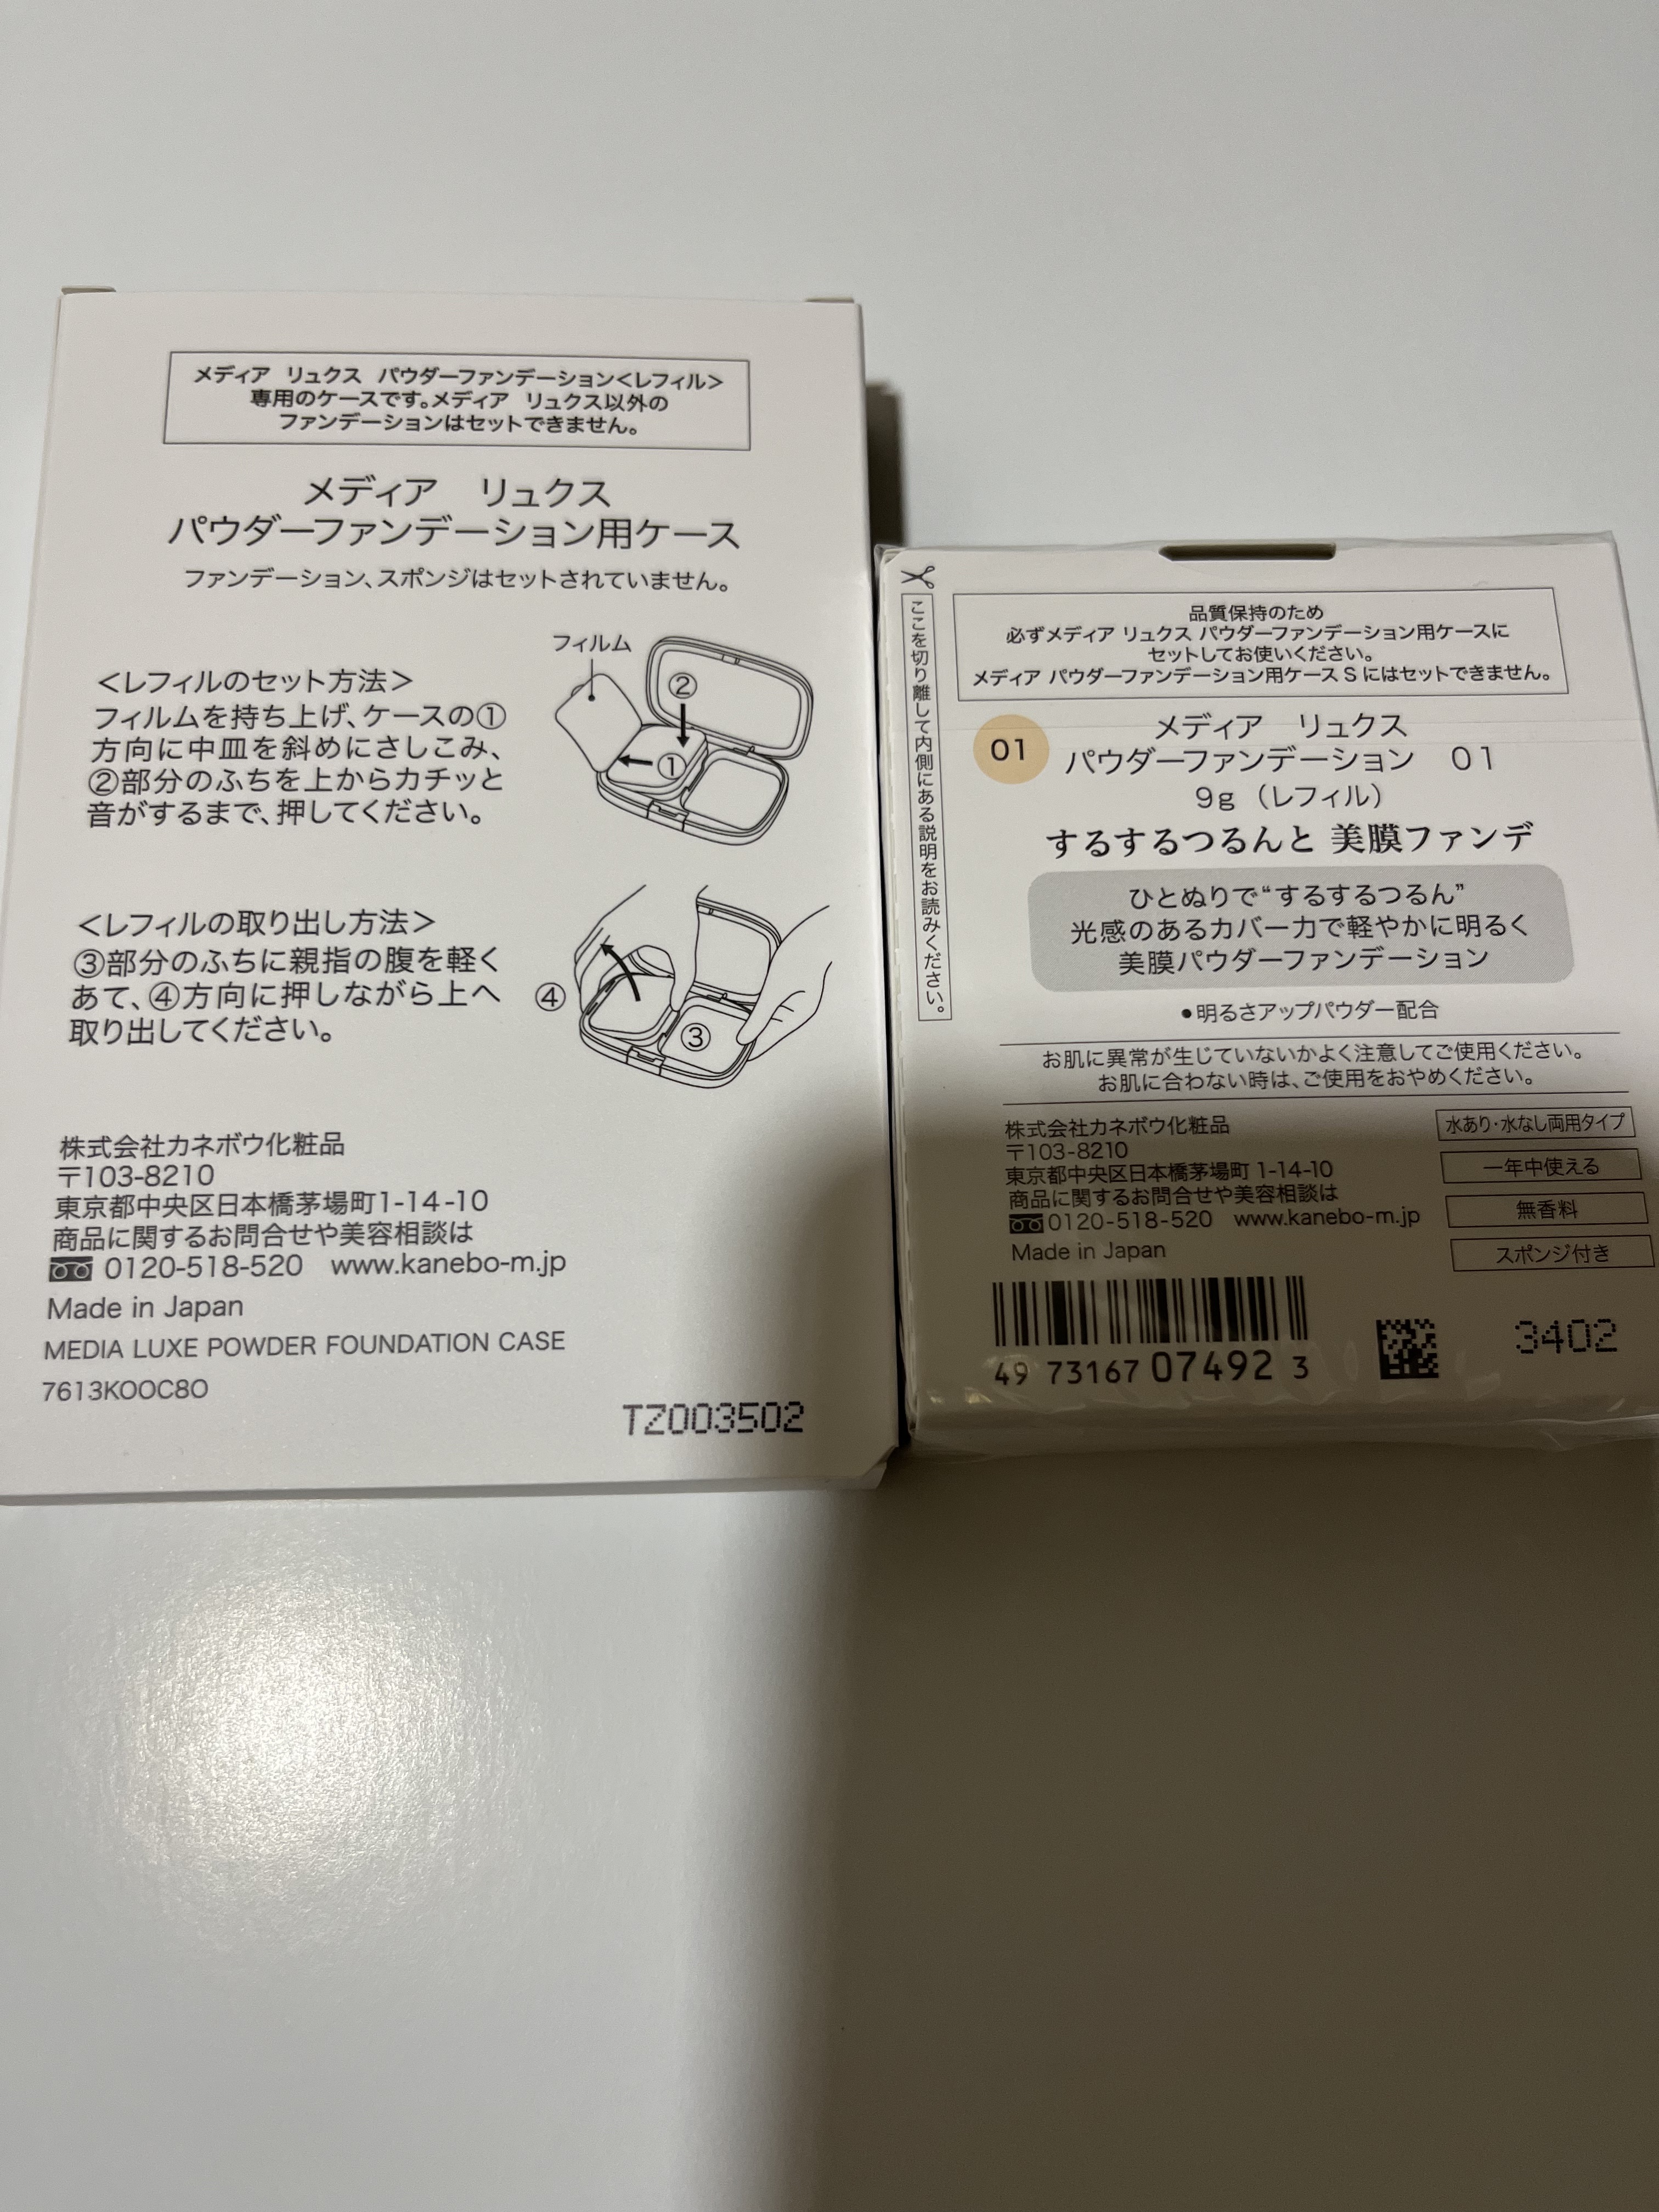 メディア リュクス パウダーファンデーション<レフィル>
専用のケースです。メディア リュクス以外の
ファンデーションはセットできません。
メディア リュクス
パウダーファンデーション用ケース
ファンデーション、スポンジはセットされていません。
<レフィルのセット方法>
フィルムを持ち上げ、ケースの①
方向に中皿を斜めにさしこみ、
②部分のふちを上からカチッと
音がするまで、押してください。
フィルム
②
①
<レフィルの取り出し方法>
③部分のふちに親指の腹を軽く
あて、④方向に押しながら上へ
取り出してください。
④
③
株式会社カネボウ化粧品
〒103-8210
東京都中央区日本橋茅場町1-14-10
商品に関するお問合せや美容相談は
0120-518-520 www.kanebo-m.jp
Made in Japan
MEDIA LUXE POWDER FOUNDATION CASE
7613K00C80
TZ003502
ここを切り離して内側にある説明をお読みください。
品質保持のため
必ずメディア リュクス パウダーファンデーション用ケースに
セットしてお使いください。
メディア パウダーファンデーション用ケース S にはセットできません。
01
メディア リュクス
パウダーファンデーション 01
9g (レフィル)
するするつるんと 美膜ファンデ
ひとぬりで“するするつるん”
光感のあるカバー力で軽やかに明るく
美膜パウダーファンデーション
●明るさアップパウダー配合
お肌に異常が生じていないかよく注意してご使用ください。
お肌に合わない時は、ご使用をおやめください。
株式会社カネボウ化粧品
〒103-8210
東京都中央区日本橋茅場町 1-14-10
商品に関するお問合せや美容相談は
0120-518-520 www.kanebo-m.jp
Made in Japan
水あり・水なし両用タイプ
一年中使える
無香料
スポンジ付き
49 73167 07492 3
3402